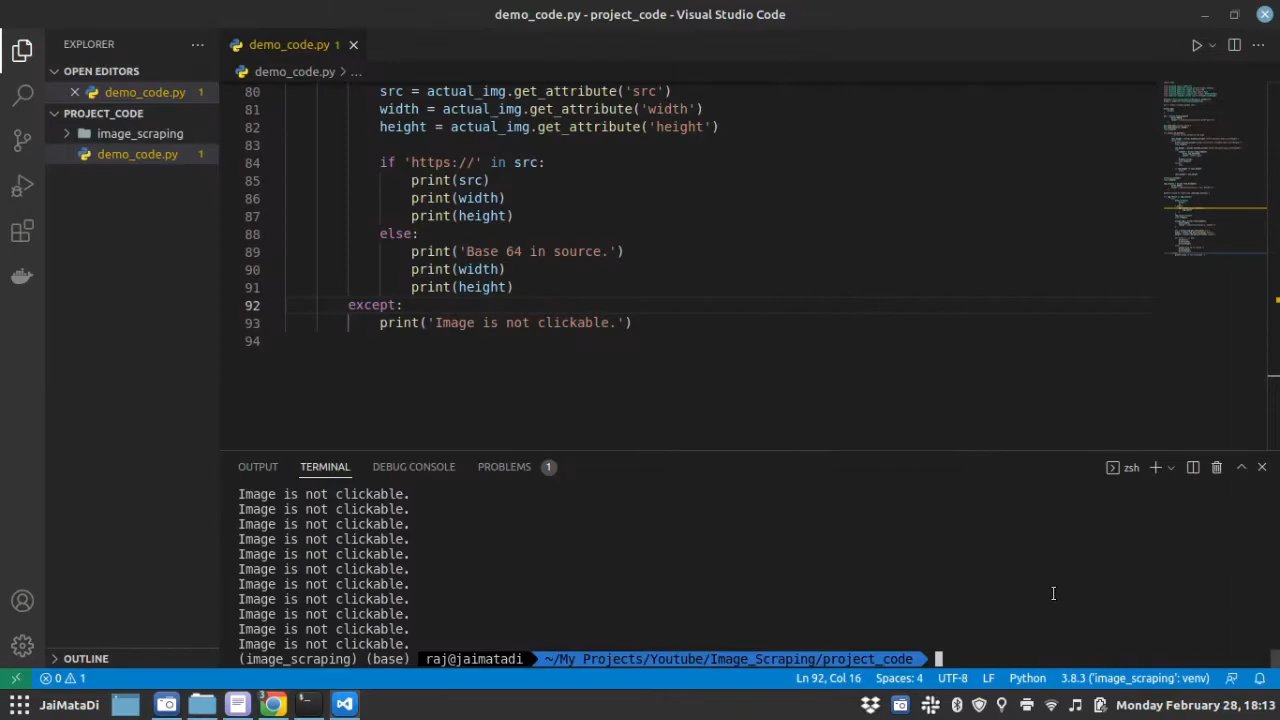 demo_code.py - project_code - Visual Studio Code
EXPLORER
OPEN EDITORS
demo_code.py 1
PROJECT_CODE
image_scraping
demo_code.py 1
OUTLINE
demo_code.py 1
demo_code.py > ...
80 src = actual_img.get_attribute('src')
81 width = actual_img.get_attribute('width')
82 height = actual_img.get_attribute('height')
83
84 if 'https://' in src:
85 print(src)
86 print(width)
87 print(height)
88 else:
89 print('Base 64 in source.')
90 print(width)
91 print(height)
92 except:
93 print('Image is not clickable.')
94
OUTPUT TERMINAL DEBUG CONSOLE PROBLEMS 1
zsh
Image is not clickable.
Image is not clickable.
Image is not clickable.
Image is not clickable.
Image is not clickable.
Image is not clickable.
Image is not clickable.
Image is not clickable.
Image is not clickable.
Image is not clickable.
Image is not clickable.
(image_scraping) (base) raj@jaimatadi ~/My Projects/Youtube/Image_Scraping/project_code
0 1 Ln 92, Col 16 Spaces: 4 UTF-8 LF Python 3.8.3 ('image_scraping': venv)
JaiMaTaDi 3 Monday February 28, 18:13